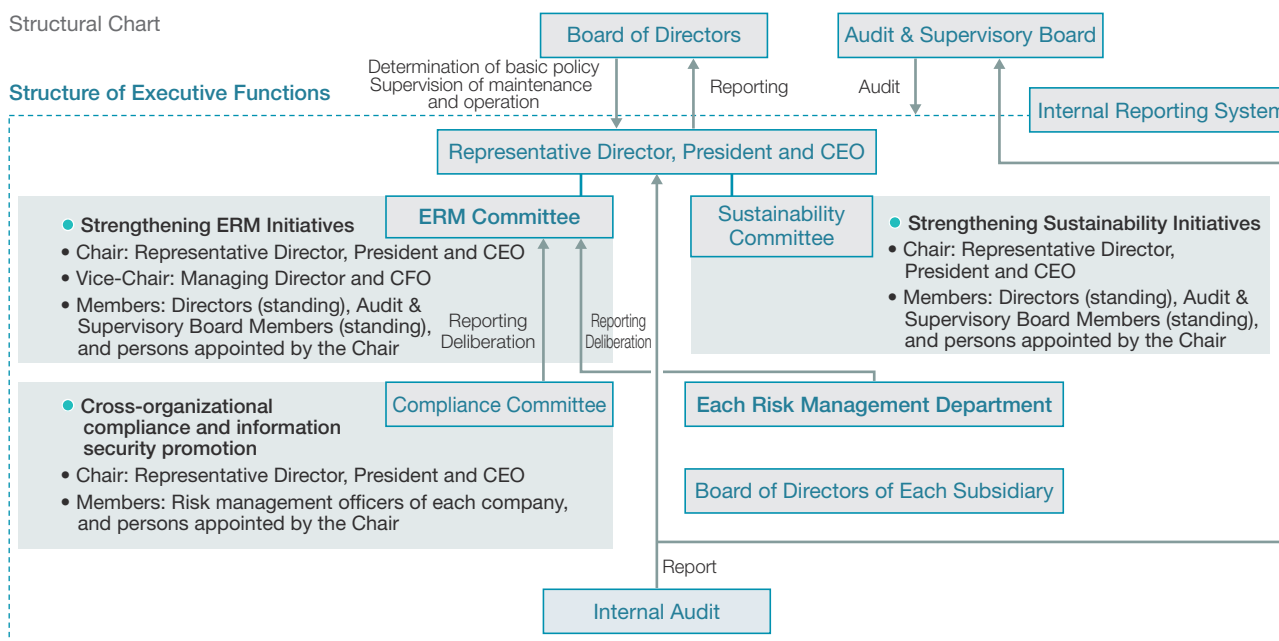 Structural Chart
Board of Directors
Audit & Supervisory Board
Determination of basic policy
Supervision of maintenance
and operation
Reporting
Audit
Structure of Executive Functions
Internal Reporting System
Representative Director, President and CEO
• Strengthening ERM Initiatives
• Chair: Representative Director, President and CEO
• Vice-Chair: Managing Director and CFO
• Members: Directors (standing), Audit &
Supervisory Board Members (standing),
and persons appointed by the Chair
ERM Committee
Sustainability
Committee
• Strengthening Sustainability Initiatives
• Chair: Representative Director,
President and CEO
• Members: Directors (standing), Audit &
Supervisory Board Members (standing),
and persons appointed by the Chair
Reporting
Deliberation
Reporting
Deliberation
• Cross-organizational
compliance and information
security promotion
• Chair: Representative Director, President and CEO
• Members: Risk management officers of each company,
and persons appointed by the Chair
Compliance Committee
Each Risk Management Department
Board of Directors of Each Subsidiary
Report
Internal Audit